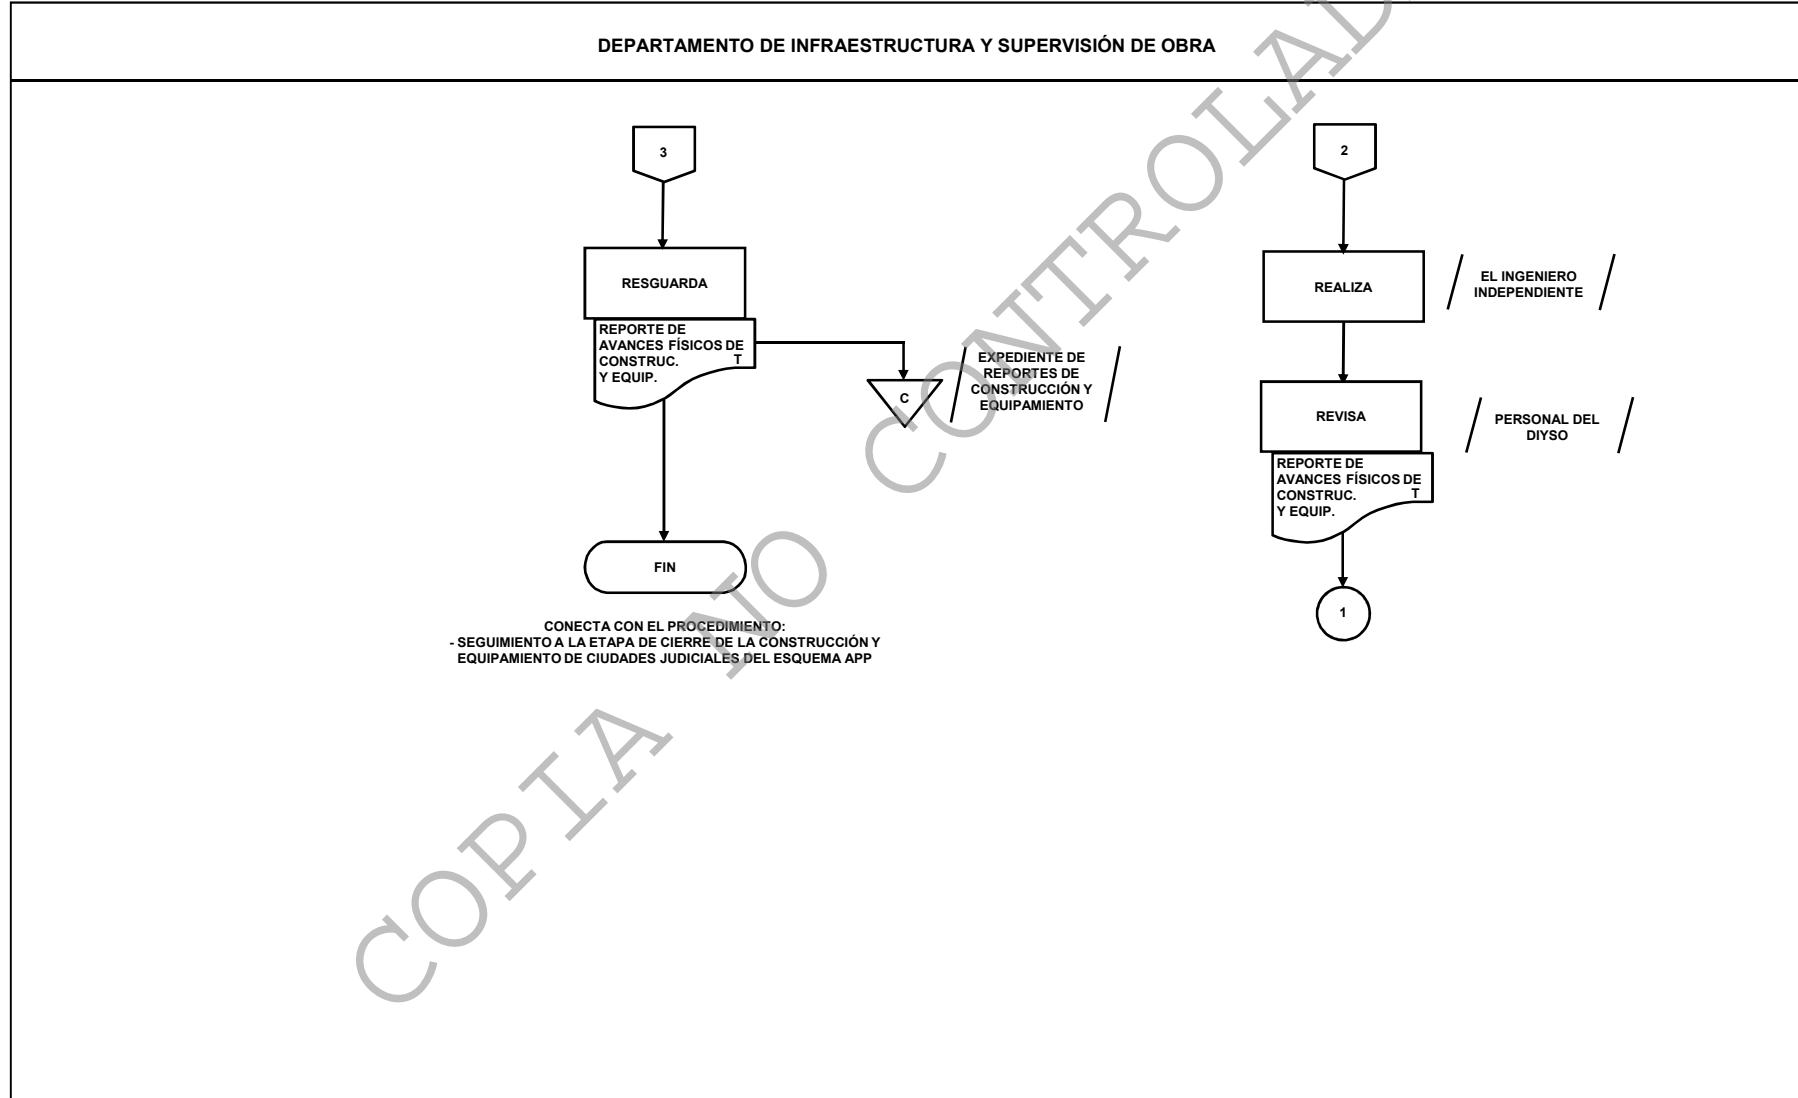 DEPARTAMENTO DE INFRAESTRUCTURA Y SUPERVISIÓN DE OBRA
3
RESGUARDA
REPORTE DE
AVANCES FÍSICOS DE
CONSTRUC. T
Y EQUIP.
C
EXPEDIENTE DE
REPORTES DE
CONSTRUCCIÓN Y
EQUIPAMIENTO
FIN
CONECTA CON EL PROCEDIMIENTO:
- SEGUIMIENTO A LA ETAPA DE CIERRE DE LA CONSTRUCCIÓN Y
EQUIPAMIENTO DE CIUDADES JUDICIALES DEL ESQUEMA APP
2
REALIZA
EL INGENIERO
INDEPENDIENTE
REVISA
PERSONAL DEL
DIYSO
REPORTE DE
AVANCES FÍSICOS DE
CONSTRUC. T
Y EQUIP.
1
COPIA NO CONTROLAD